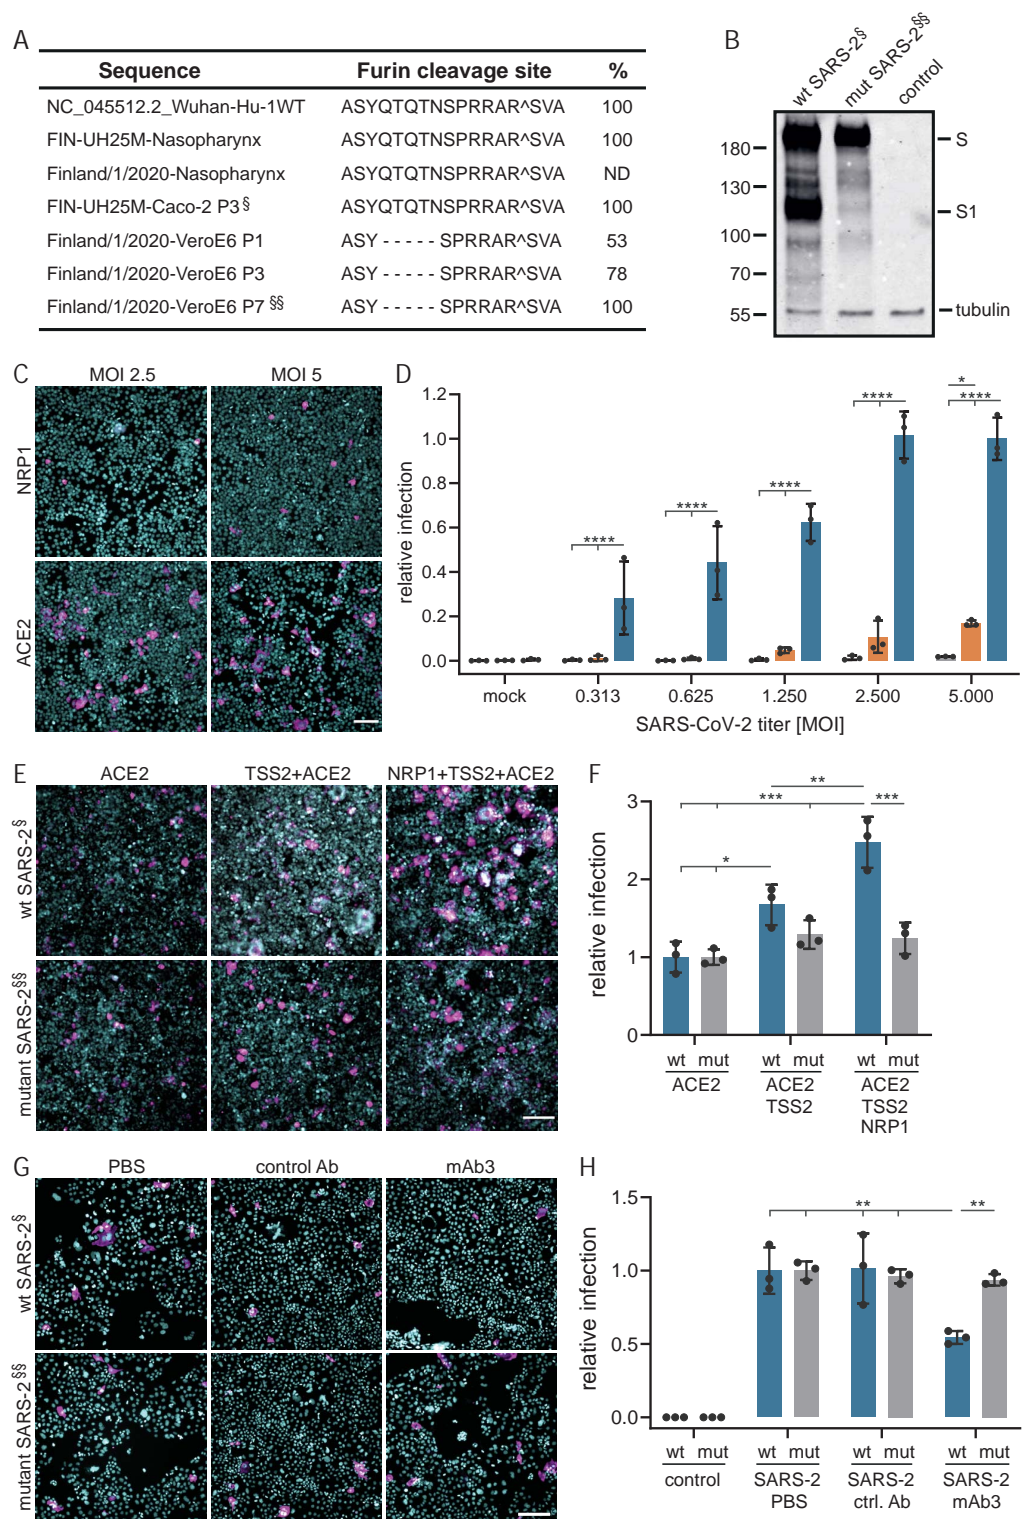 A
Sequence Furin cleavage site %
NC_045512.2_Wuhan-Hu-1WT ASYQTQTNSPRRAR^SVA 100
FIN-UH25M-Nasopharynx ASYQTQTNSPRRAR^SVA 100
Finland/1/2020-Nasopharynx ASYQTQTNSPRRAR^SVA ND
FIN-UH25M-Caco-2 P3§ ASYQTQTNSPRRAR^SVA 100
Finland/1/2020-VeroE6 P1 ASY - - - - - SPRRAR^SVA 53
Finland/1/2020-VeroE6 P3 ASY - - - - - SPRRAR^SVA 78
Finland/1/2020-VeroE6 P7 §§ ASY - - - - - SPRRAR^SVA 100
B
wt SARS-2§
mut SARS-2§§
control
180
130
100
70
55
S
S1
tubulin
C
MOI 2.5 MOI 5
NRP1
ACE2
D
relative infection
1.2
1.0
0.8
0.6
0.4
0.2
0.0
****
****
****
****
*
****
mock 0.313 0.625 1.250 2.500 5.000
SARS-CoV-2 titer [MOI]
E
ACE2 TSS2+ACE2 NRP1+TSS2+ACE2
wt SARS-2§
mutant SARS-2§§
F
relative infection
3
2
1
0
**
*** ***
*
wt mut wt mut wt mut
ACE2 ACE2 ACE2
TSS2 TSS2
NRP1
G
PBS control Ab mAb3
wt SARS-2§
mutant SARS-2§§
H
relative infection
1.5
1.0
0.5
0.0
** **
wt mut wt mut wt mut wt mut
control SARS-2 SARS-2 SARS-2
PBS ctrl. Ab mAb3